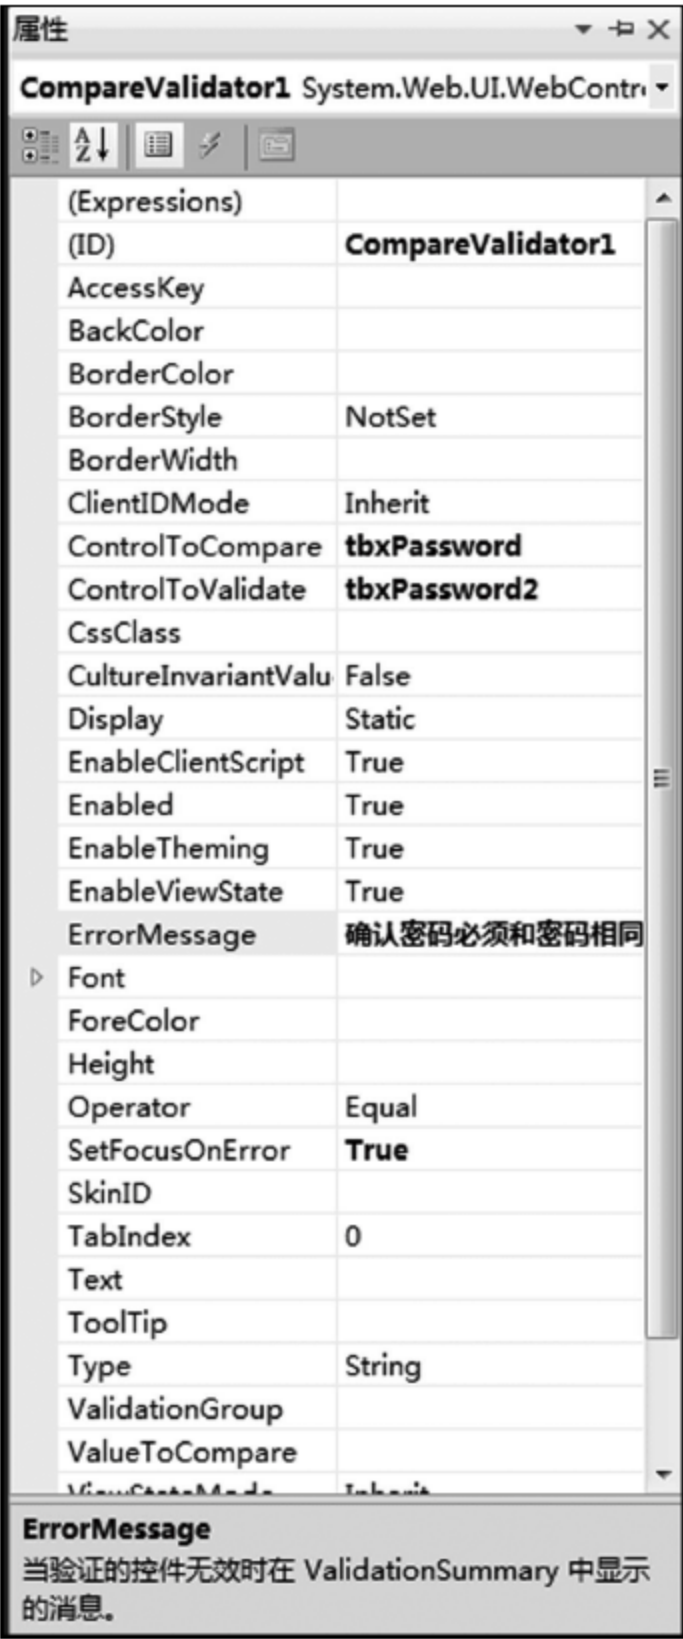 属性
CompareValidator1 System.Web.UI.WebContr
(Expressions)
(ID) CompareValidator1
AccessKey
BackColor
BorderColor
BorderStyle NotSet
BorderWidth
ClientIDMode Inherit
ControlToCompare tbxPassword
ControlToValidate tbxPassword2
CssClass
CultureInvariantValu False
Display Static
EnableClientScript True
Enabled True
EnableTheming True
EnableViewState True
ErrorMessage 确认密码必须和密码相同
Font
ForeColor
Height
Operator Equal
SetFocusOnError True
SkinID
TabIndex 0
Text
ToolTip
Type String
ValidationGroup
ValueToCompare
ViewStateMode Inherit
ErrorMessage
当验证的控件无效时在 ValidationSummary 中显示
的消息。